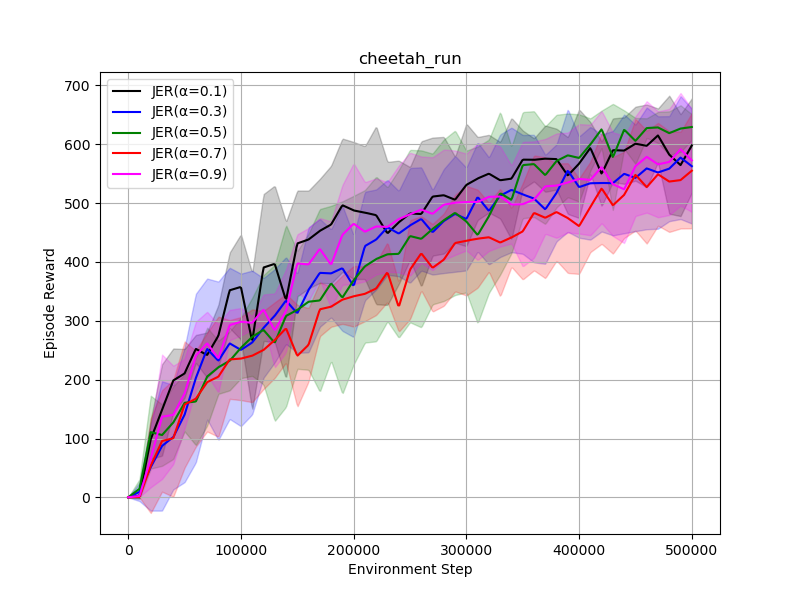 cheetah_run
JER(α=0.1)
JER(α=0.3)
JER(α=0.5)
JER(α=0.7)
JER(α=0.9)
Episode Reward
700
600
500
400
300
200
100
0
0 100000 200000 300000 400000 500000
Environment Step